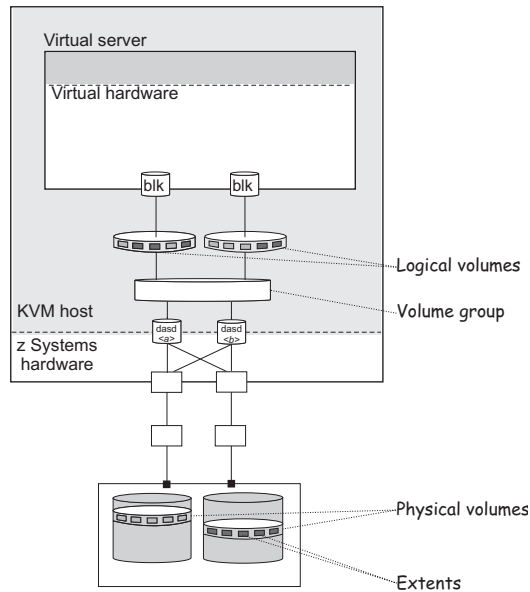 Virtual server
Virtual hardware
blk
blk
Logical volumes
Volume group
KVM host
dasd
<a>
dasd
<b>
z Systems
hardware
Physical volumes
Extents